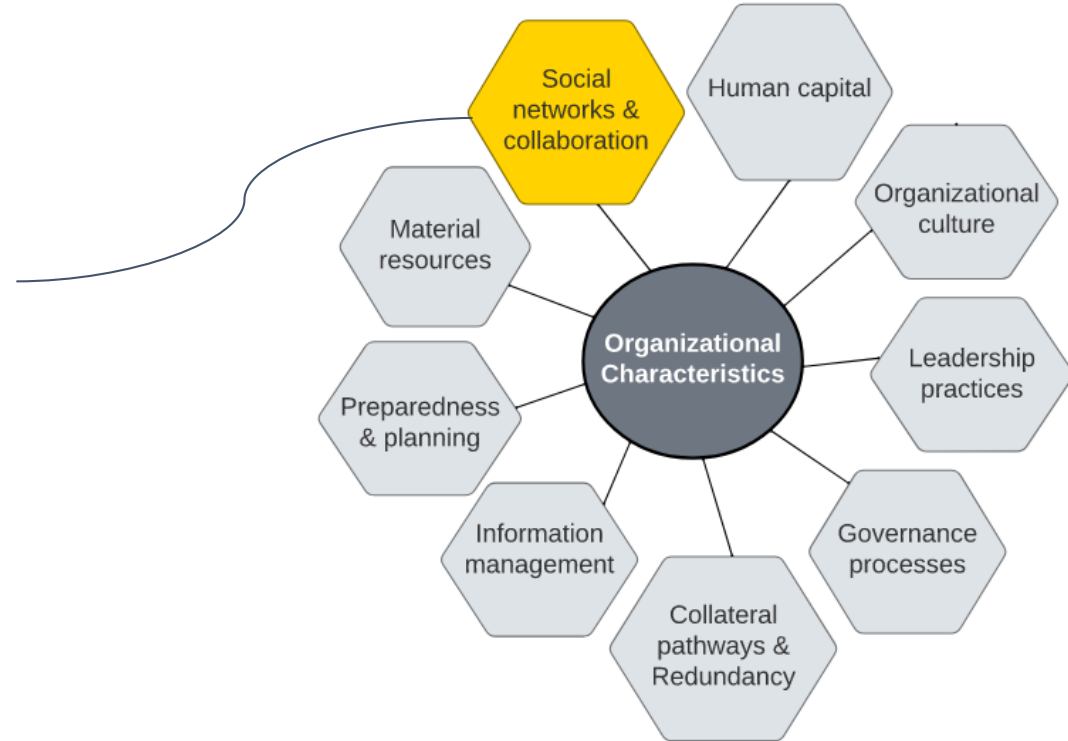 Social
networks &
collaboration
Human capital
Organizational
culture
Leadership
practices
Governance
processes
Collateral
pathways &
Redundancy
Information
management
Preparedness
& planning
Material
resources
Organizational
Characteristics